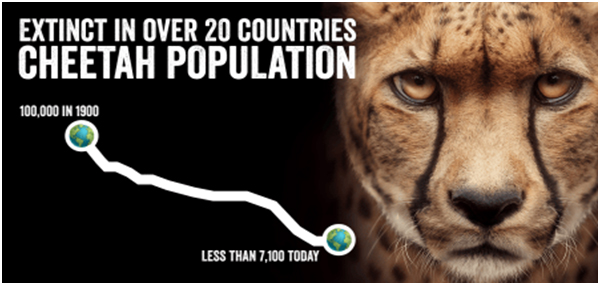 EXTINCT IN OVER 20 COUNTRIES
CHEETAH POPULATION
100,000 IN 1900
LESS THAN 7,100 TODAY